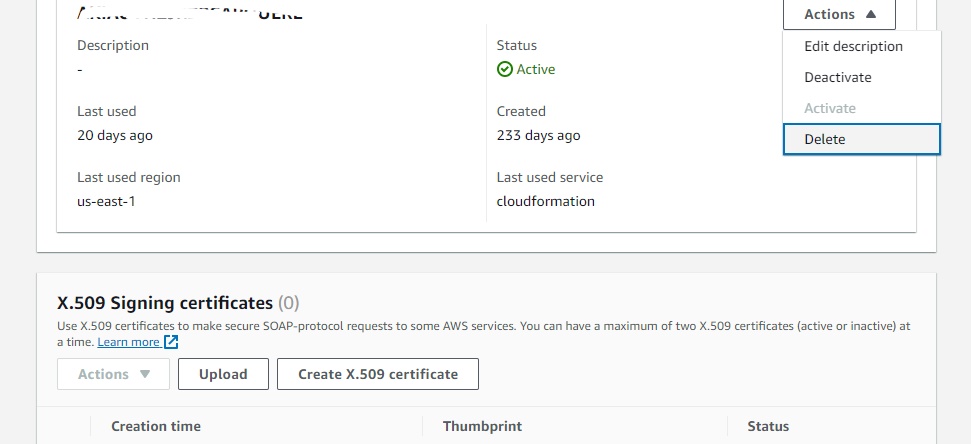 Actions ▲
Description
Status
Edit description
-
Active
Deactivate
Last used
Created
Activate
20 days ago
233 days ago
Delete
Last used region
Last used service
us-east-1
cloudformation
X.509 Signing certificates (0)
Use X.509 certificates to make secure SOAP-protocol requests to some AWS services. You can have a maximum of two X.509 certificates (active or inactive) at
a time. Learn more
Actions ▼
Upload
Create X.509 certificate
Creation time
Thumbprint
Status